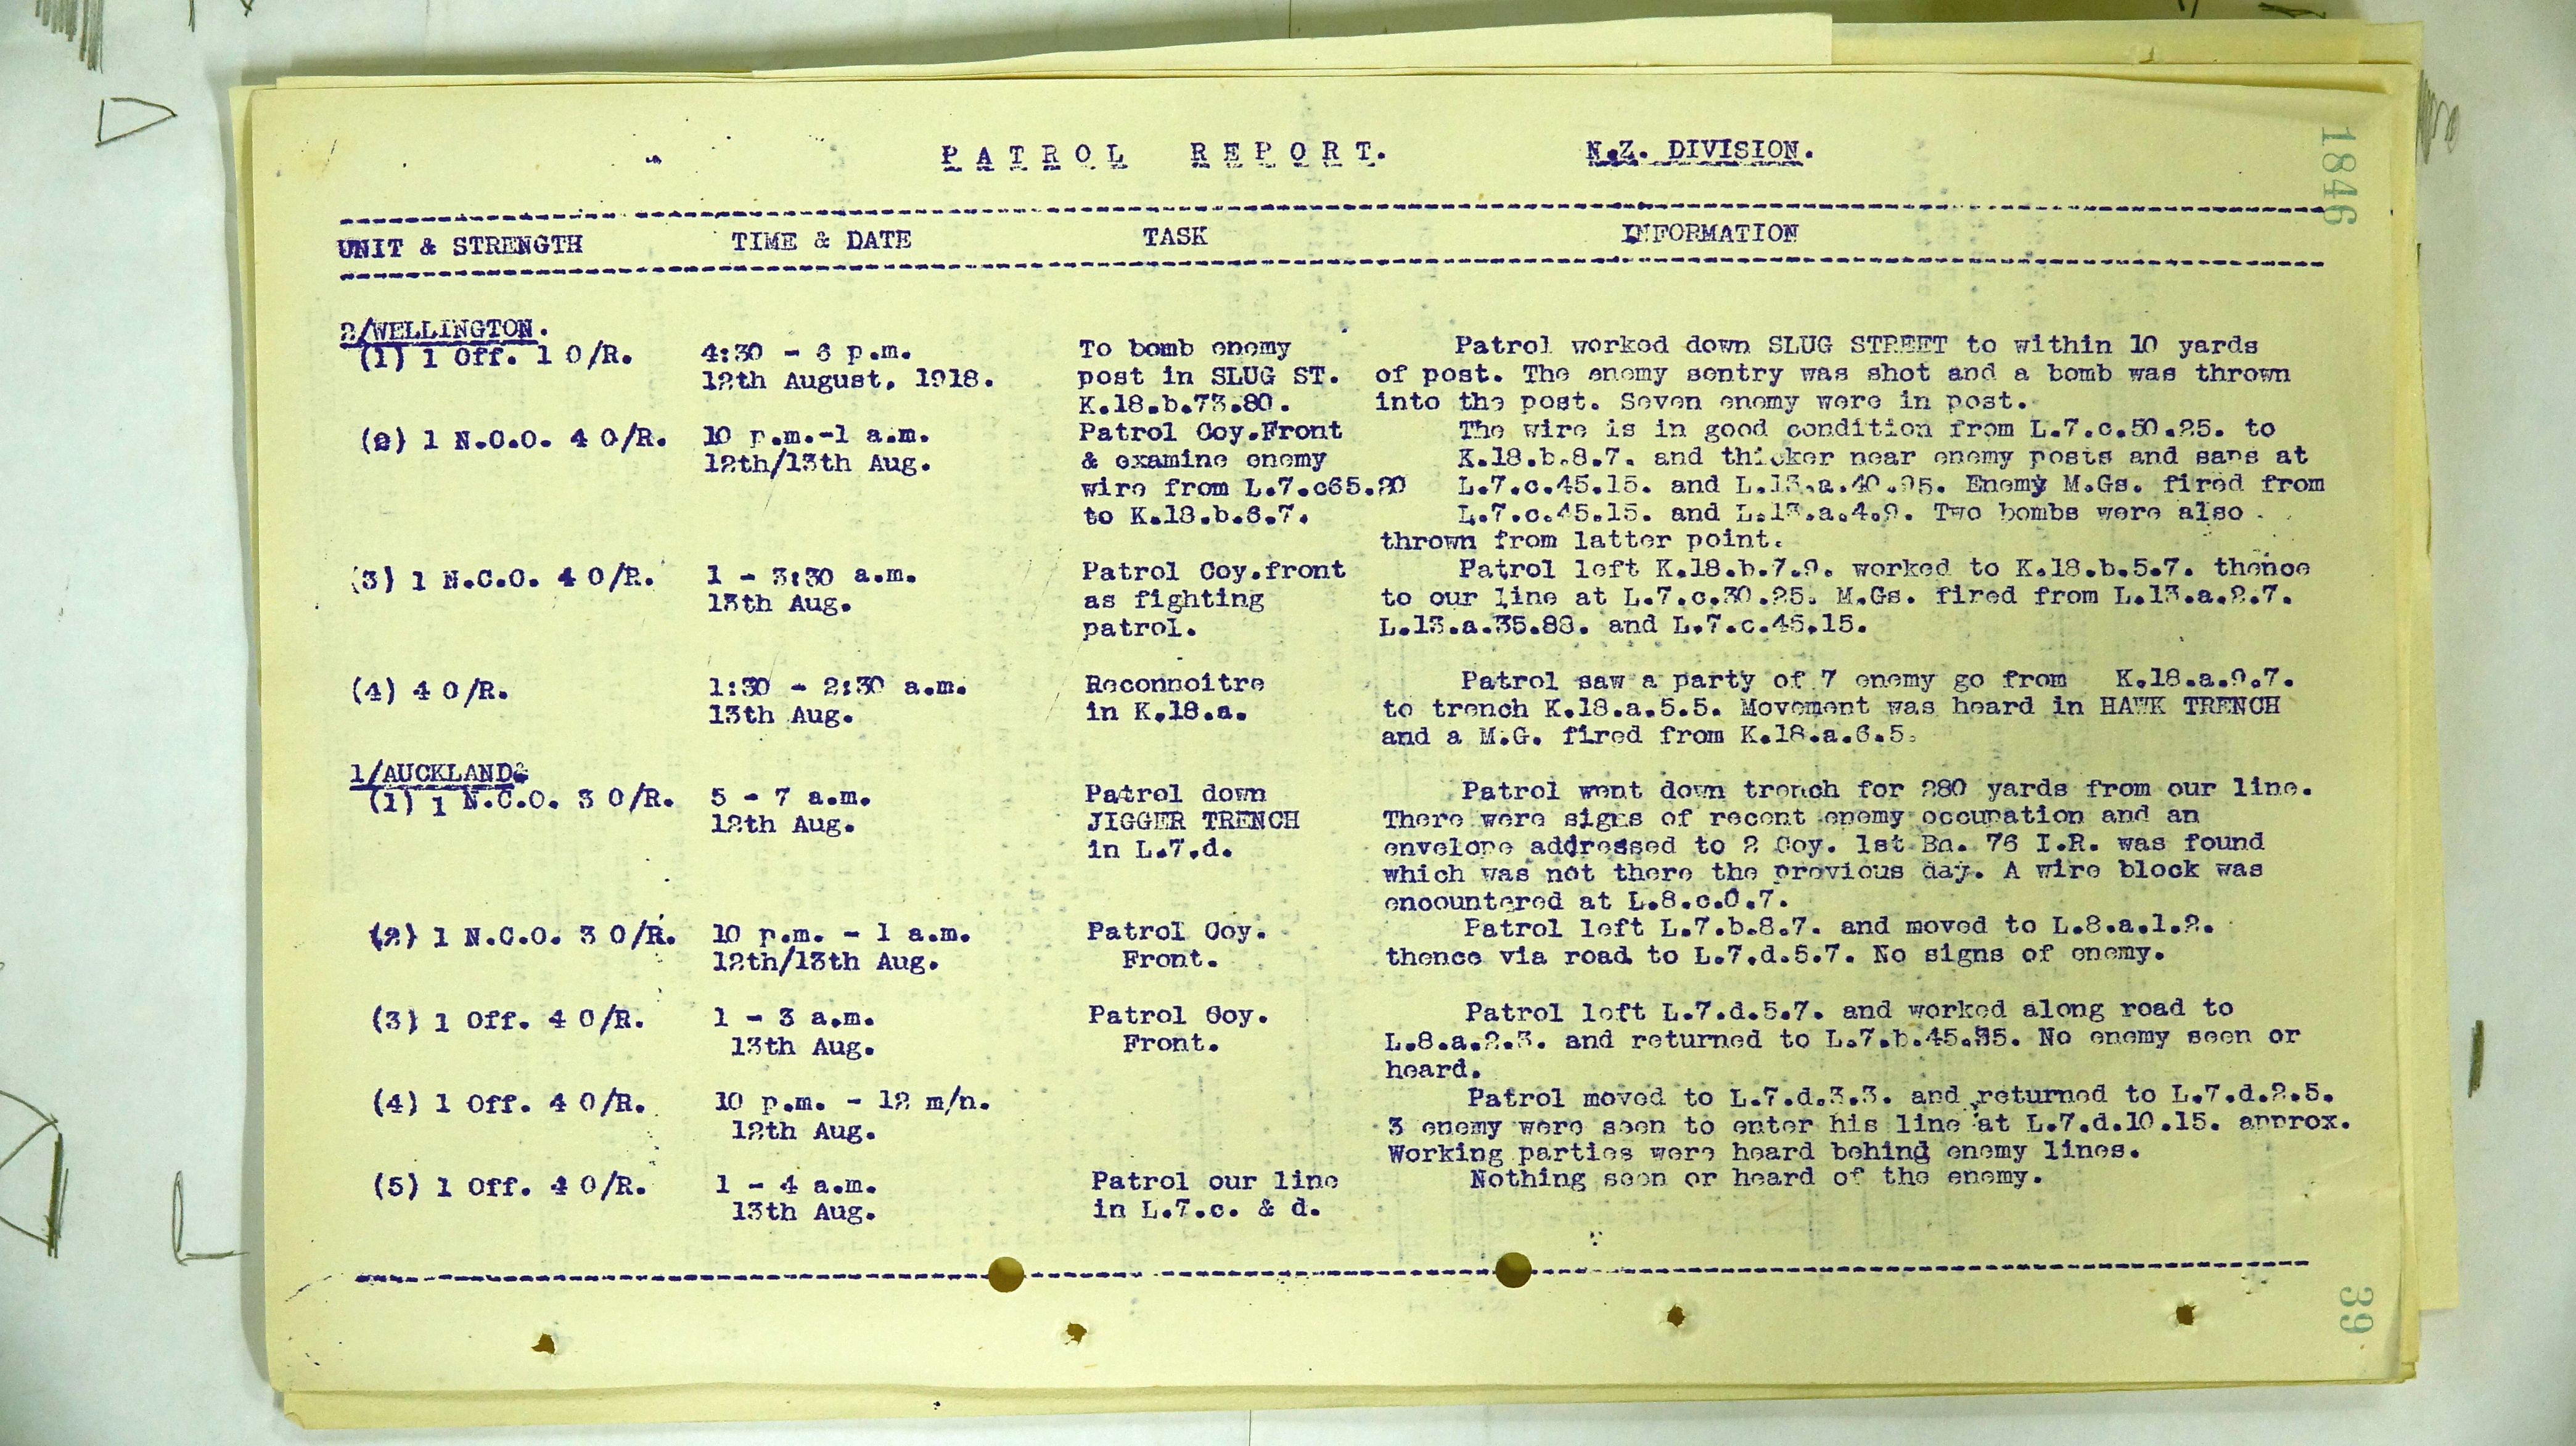 PATROL REPORT. N.Z. DIVISION.
1846
UNIT & STRENGTH TIME & DATE TASK INFORMATION
2/WELLINGTON.
(1) 1 Off. 1 O/R. 4:30 - 6 p.m. To bomb enemy Patrol worked down SLUG STREET to within 10 yards
12th August, 1918. post in SLUG ST. of post. The enemy sentry was shot and a bomb was thrown
K.18.b.73.80. into the post. Seven enemy were in post.
(2) 1 N.C.O. 4 O/R. 10 p.m.-1 a.m. Patrol Coy.Front The wire is in good condition from L.7.c.50.25. to
12th/13th Aug. & examine enemy K.18.b.8.7. and thicker near enemy posts and saps at
wire from L.7.c65.20 L.7.c.45.15. and L.13.a.40.95. Enemy M.Gs. fired from
to K.18.b.6.7. L.7.c.45.15. and L.13.a.4.9. Two bombs were also
thrown from latter point.
(3) 1 N.C.O. 4 O/R. 1 - 3:30 a.m. Patrol Coy.front Patrol left K.18.b.7.9. worked to K.18.b.5.7. thence
13th Aug. as fighting to our line at L.7.c.30.25. M.Gs. fired from L.13.a.2.7.
patrol. L.13.a.35.88. and L.7.c.45.15.
(4) 4 O/R. 1:30 - 2:30 a.m. Reconnoitre Patrol saw a party of 7 enemy go from K.18.a.9.7.
13th Aug. in K.18.a. to trench K.18.a.5.5. Movement was heard in HAWK TRENCH
and a M.G. fired from K.18.a.6.5.
1/AUCKLAND.
(1) 1 N.C.O. 3 O/R. 5 - 7 a.m. Patrol down Patrol went down trench for 280 yards from our line.
12th Aug. JIGGER TRENCH There were signs of recent enemy occupation and an
in L.7.d. envelope addressed to 2 Coy. 1st Bn. 76 I.R. was found
which was not there the previous day. A wire block was
encountered at L.8.c.0.7.
(2) 1 N.C.O. 3 O/R. 10 p.m. - 1 a.m. Patrol Coy. Patrol left L.7.b.8.7. and moved to L.8.a.1.2.
12th/13th Aug. Front. thence via road to L.7.d.5.7. No signs of enemy.
(3) 1 Off. 4 O/R. 1 - 3 a.m. Patrol Coy. Patrol left L.7.d.5.7. and worked along road to
13th Aug. Front. L.8.a.2.3. and returned to L.7.b.45.35. No enemy seen or
heard.
(4) 1 Off. 4 O/R. 10 p.m. - 12 m/n. Patrol moved to L.7.d.3.3. and returned to L.7.d.2.5.
12th Aug. 3 enemy were seen to enter his line at L.7.d.10.15. approx.
Working parties were heard behind enemy lines.
(5) 1 Off. 4 O/R. 1 - 4 a.m. Patrol our line Nothing seen or heard of the enemy.
13th Aug. in L.7.c. & d.
39